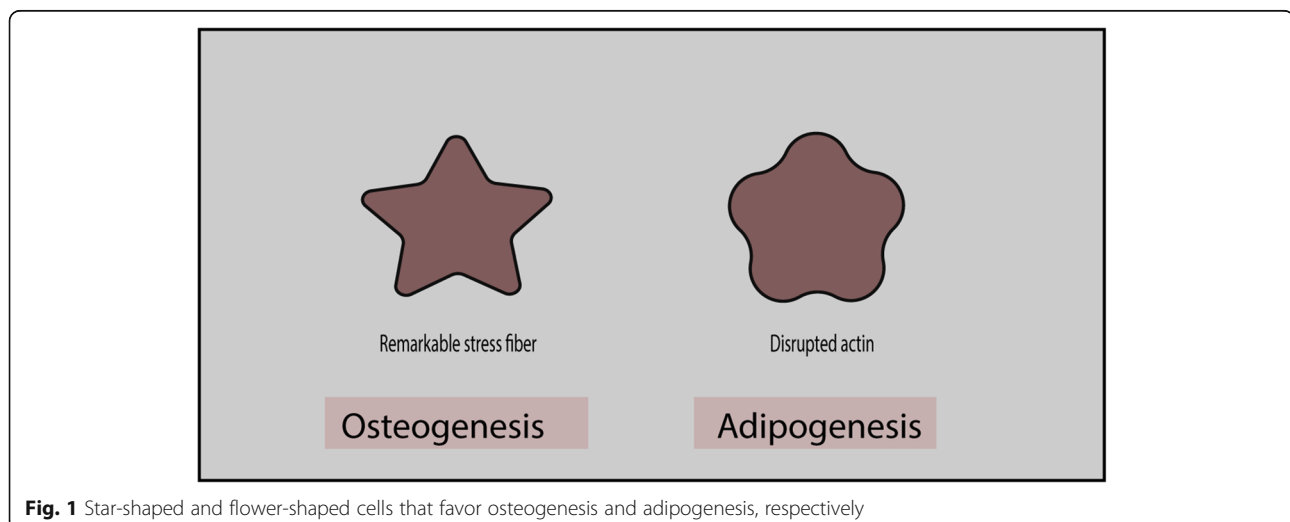 Remarkable stress fiber
Disrupted actin
Osteogenesis
Adipogenesis
Fig. 1 Star-shaped and flower-shaped cells that favor osteogenesis and adipogenesis, respectively